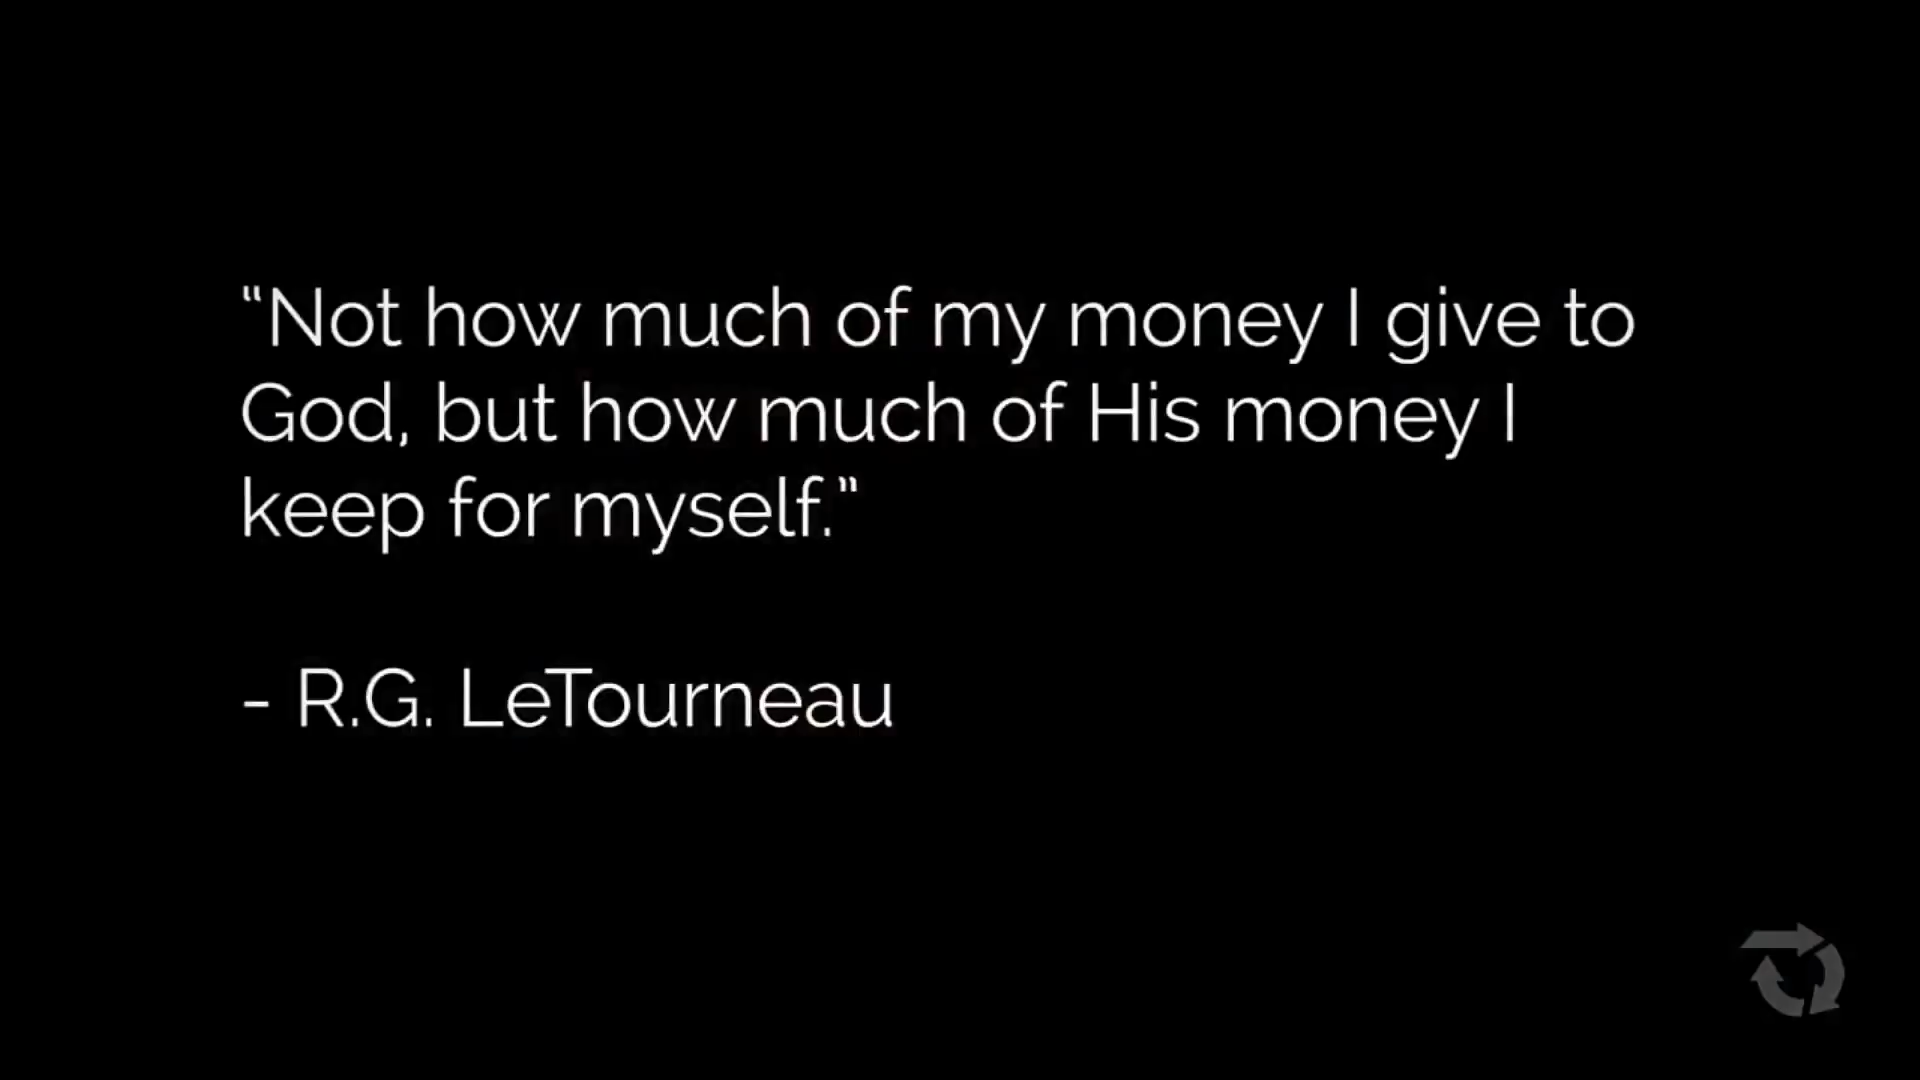 “Not how much of my money I give to
God, but how much of His money I
keep for myself.”
- R.G. LeTourneau